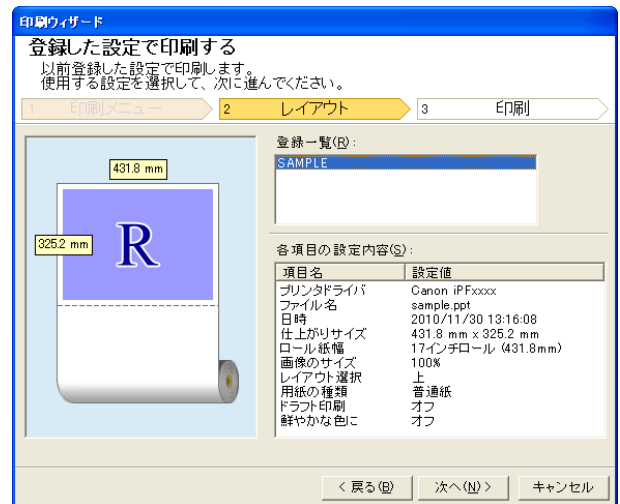 印刷ウィザード
登録した設定で印刷する
以前登録した設定で印刷します。
使用する設定を選択して、次に進んでください。
1 印刷メニュー 2 レイアウト 3 印刷
431.8 mm
325.2 mm
R
登録一覧(R):
SAMPLE
各項目の設定内容(S):
項目名 設定値
プリンタドライバ Canon iPFxxxx
ファイル名 sample.ppt
日時 2010/11/30 13:16:08
仕上がりサイズ 431.8 mm x 325.2 mm
ロール紙幅 17インチロール (431.8mm)
画像のサイズ 100%
レイアウト選択 上
用紙の種類 普通紙
ドラフト印刷 オフ
鮮やかな色に オフ
< 戻る(B) 次へ(N) > キャンセル